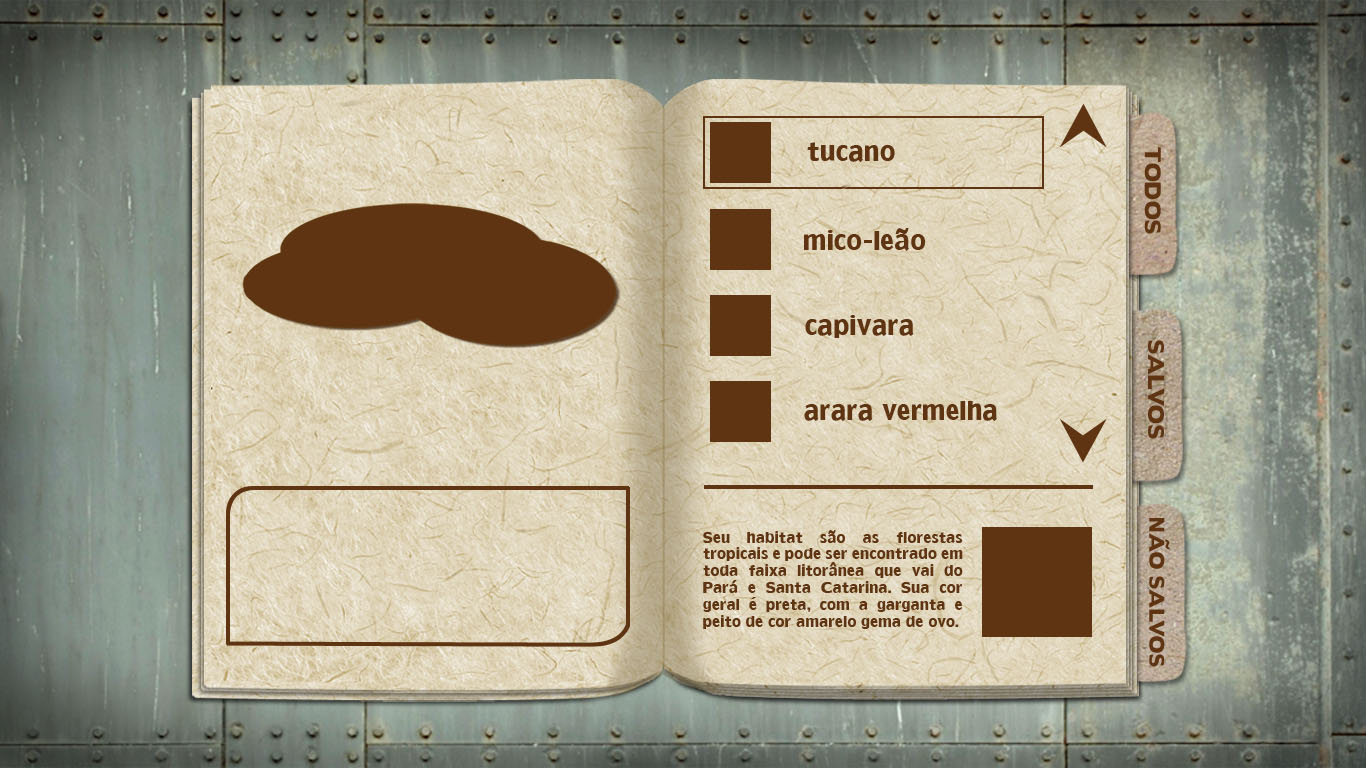 tucano
mico-leão
capivara
arara vermelha
Seu habitat são as florestas
tropicais e pode ser encontrado em
toda faixa litorânea que vai do
Pará e Santa Catarina. Sua cor
geral é preta, com a garganta e
peito de cor amarelo gema de ovo.
TODOS
SALVOS
NÃO SALVOS